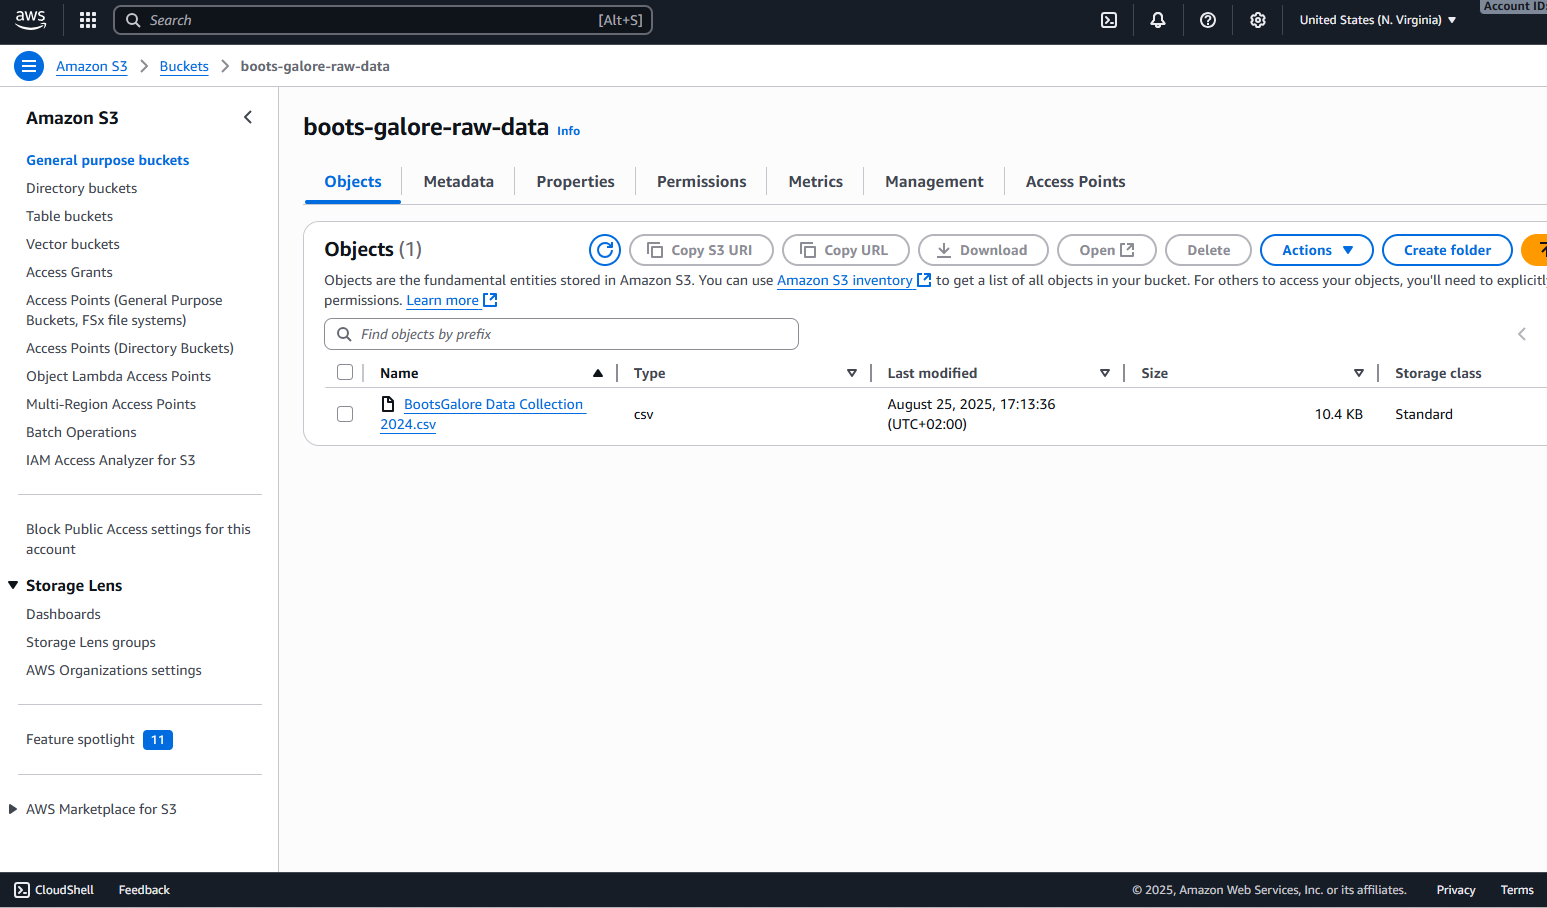 aws
Search
[Alt+S]
United States (N. Virginia)
Account ID:
Amazon S3
Buckets
boots-galore-raw-data
Amazon S3
General purpose buckets
Directory buckets
Table buckets
Vector buckets
Access Grants
Access Points (General Purpose
Buckets, FSx file systems)
Access Points (Directory Buckets)
Object Lambda Access Points
Multi-Region Access Points
Batch Operations
IAM Access Analyzer for S3
Block Public Access settings for this
account
Storage Lens
Dashboards
Storage Lens groups
AWS Organizations settings
Feature spotlight 11
AWS Marketplace for S3
boots-galore-raw-data Info
Objects
Metadata
Properties
Permissions
Metrics
Management
Access Points
Objects (1)
Copy S3 URI
Copy URL
Download
Open
Delete
Actions
Create folder
Objects are the fundamental entities stored in Amazon S3. You can use Amazon S3 inventory to get a list of all objects in your bucket. For others to access your objects, you'll need to explicitly
permissions. Learn more
Find objects by prefix
Name
Type
Last modified
Size
Storage class
BootsGalore Data Collection
2024.csv
csv
August 25, 2025, 17:13:36
(UTC+02:00)
10.4 KB
Standard
CloudShell
Feedback
© 2025, Amazon Web Services, Inc. or its affiliates.
Privacy
Terms